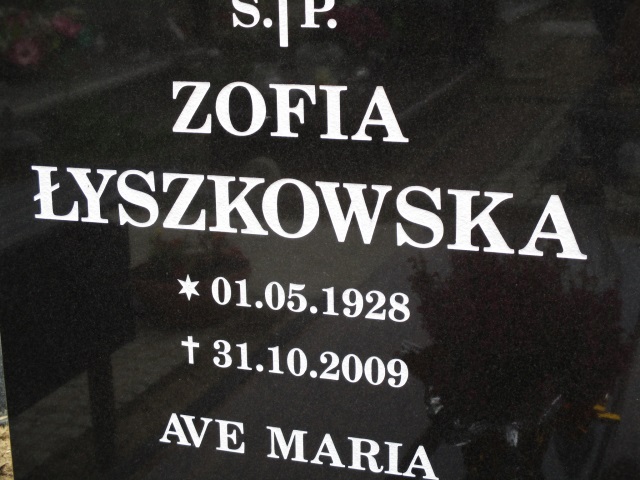 Ś.†P.
ZOFIA
ŁYSZKOWSKA
✶ 01.05.1928
† 31.10.2009
AVE MARIA